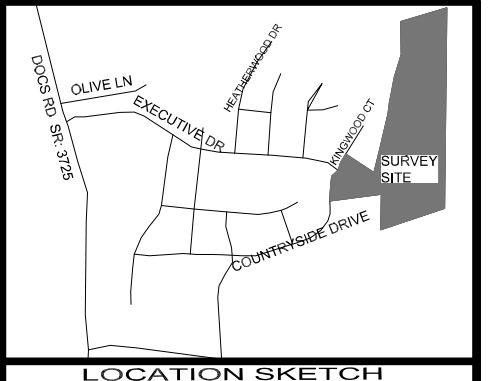 DOCS RD SR: 3725
OLIVE LN
EXECUTIVE DR
HEATHERWOOD DR
KINGWOOD CT
SURVEY
SITE
COUNTRYSIDE DRIVE
LOCATION SKETCH